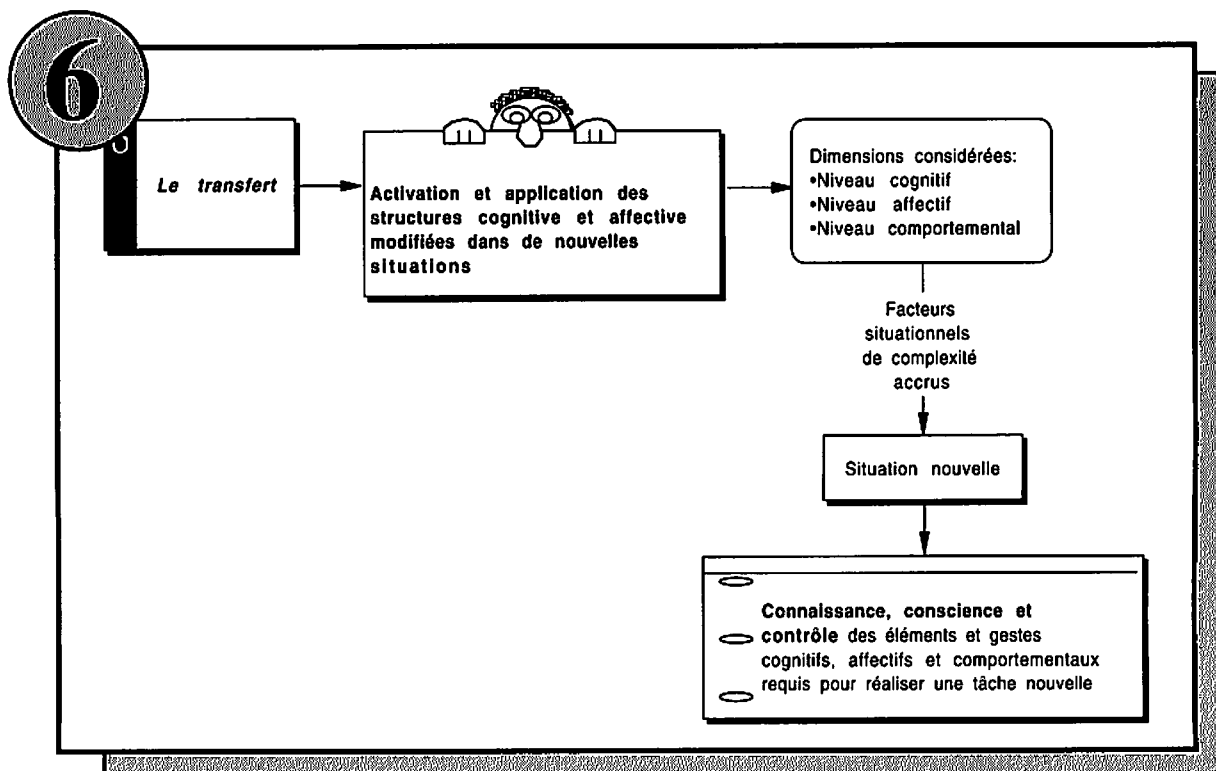 6
Le transfert
Activation et application des
structures cognitive et affective
modifiées dans de nouvelles
situations
Dimensions considérées:
•Niveau cognitif
•Niveau affectif
•Niveau comportemental
Facteurs
situationnels
de complexité
accrus
Situation nouvelle
Connaissance, conscience et
contrôle des éléments et gestes
cognitifs, affectifs et comportementaux
requis pour réaliser une tâche nouvelle